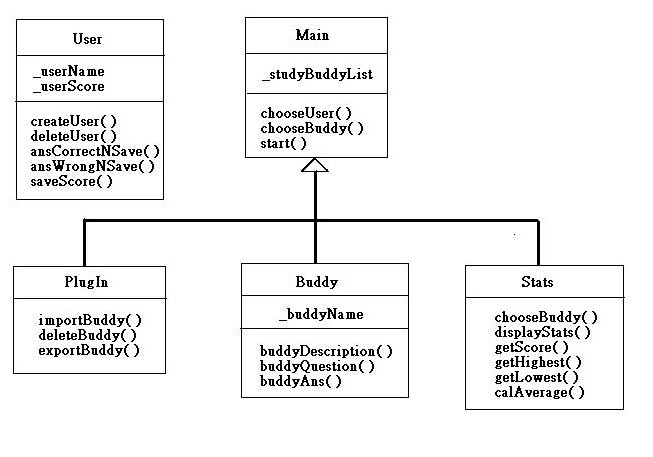 User
_userName
_userScore
createUser( )
deleteUser( )
ansCorrectNSave( )
ansWrongNSave( )
saveScore( )
Main
_studyBuddyList
chooseUser( )
chooseBuddy( )
start( )
PlugIn
importBuddy( )
deleteBuddy( )
exportBuddy( )
Buddy
_buddyName
buddyDescription( )
buddyQuestion( )
buddyAns( )
Stats
chooseBuddy( )
displayStats( )
getScore( )
getHighest( )
getLowest( )
calAverage( )